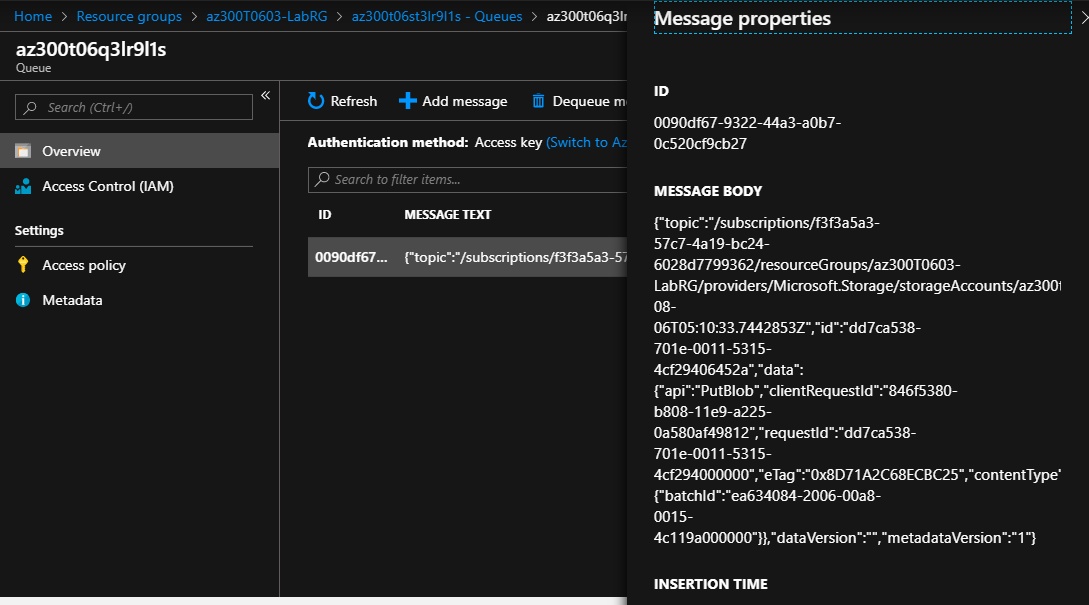 Home > Resource groups > az300T0603-LabRG > az300t06st3lr9l1s - Queues > az300t06q3lr
az300t06q3lr9l1s
Queue
«
Search (Ctrl+/)
Overview
Access Control (IAM)
Settings
Access policy
Metadata
Refresh
Add message
Dequeue m
Authentication method: Access key (Switch to Az
Search to filter items...
ID MESSAGE TEXT
0090df67... {"topic":"/subscriptions/f3f3a5a3-57
Message properties
ID
0090df67-9322-44a3-a0b7-
0c520cf9cb27
MESSAGE BODY
{"topic":"/subscriptions/f3f3a5a3-
57c7-4a19-bc24-
6028d7799362/resourceGroups/az300T0603-
LabRG/providers/Microsoft.Storage/storageAccounts/az300t
08-
06T05:10:33.7442853Z","id":"dd7ca538-
701e-0011-5315-
4cf29406452a","data":
{"api":"PutBlob","clientRequestId":"846f5380-
b808-11e9-a225-
0a580af49812","requestId":"dd7ca538-
701e-0011-5315-
4cf294000000","eTag":"0x8D71A2C68ECBC25","contentType"
{"batchId":"ea634084-2006-00a8-
0015-
4c119a000000"}},"dataVersion":"","metadataVersion":"1"}
INSERTION TIME